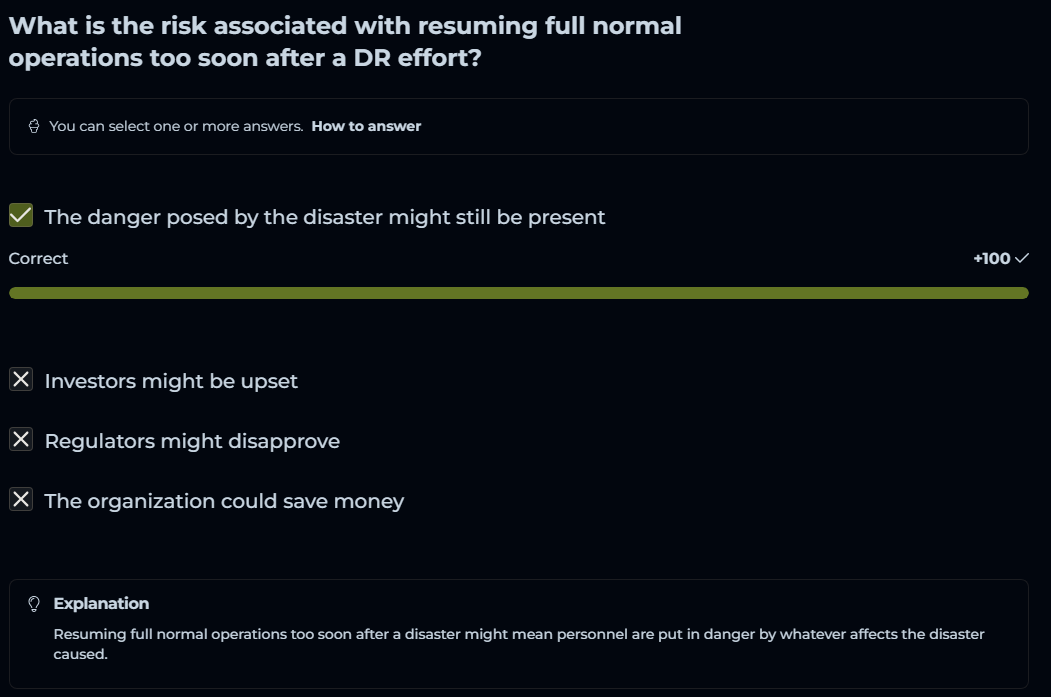 What is the risk associated with resuming full normal
operations too soon after a DR effort?
You can select one or more answers. How to answer
The danger posed by the disaster might still be present
Correct +100
Investors might be upset
Regulators might disapprove
The organization could save money
Explanation
Resuming full normal operations too soon after a disaster might mean personnel are put in danger by whatever affects the disaster
caused.